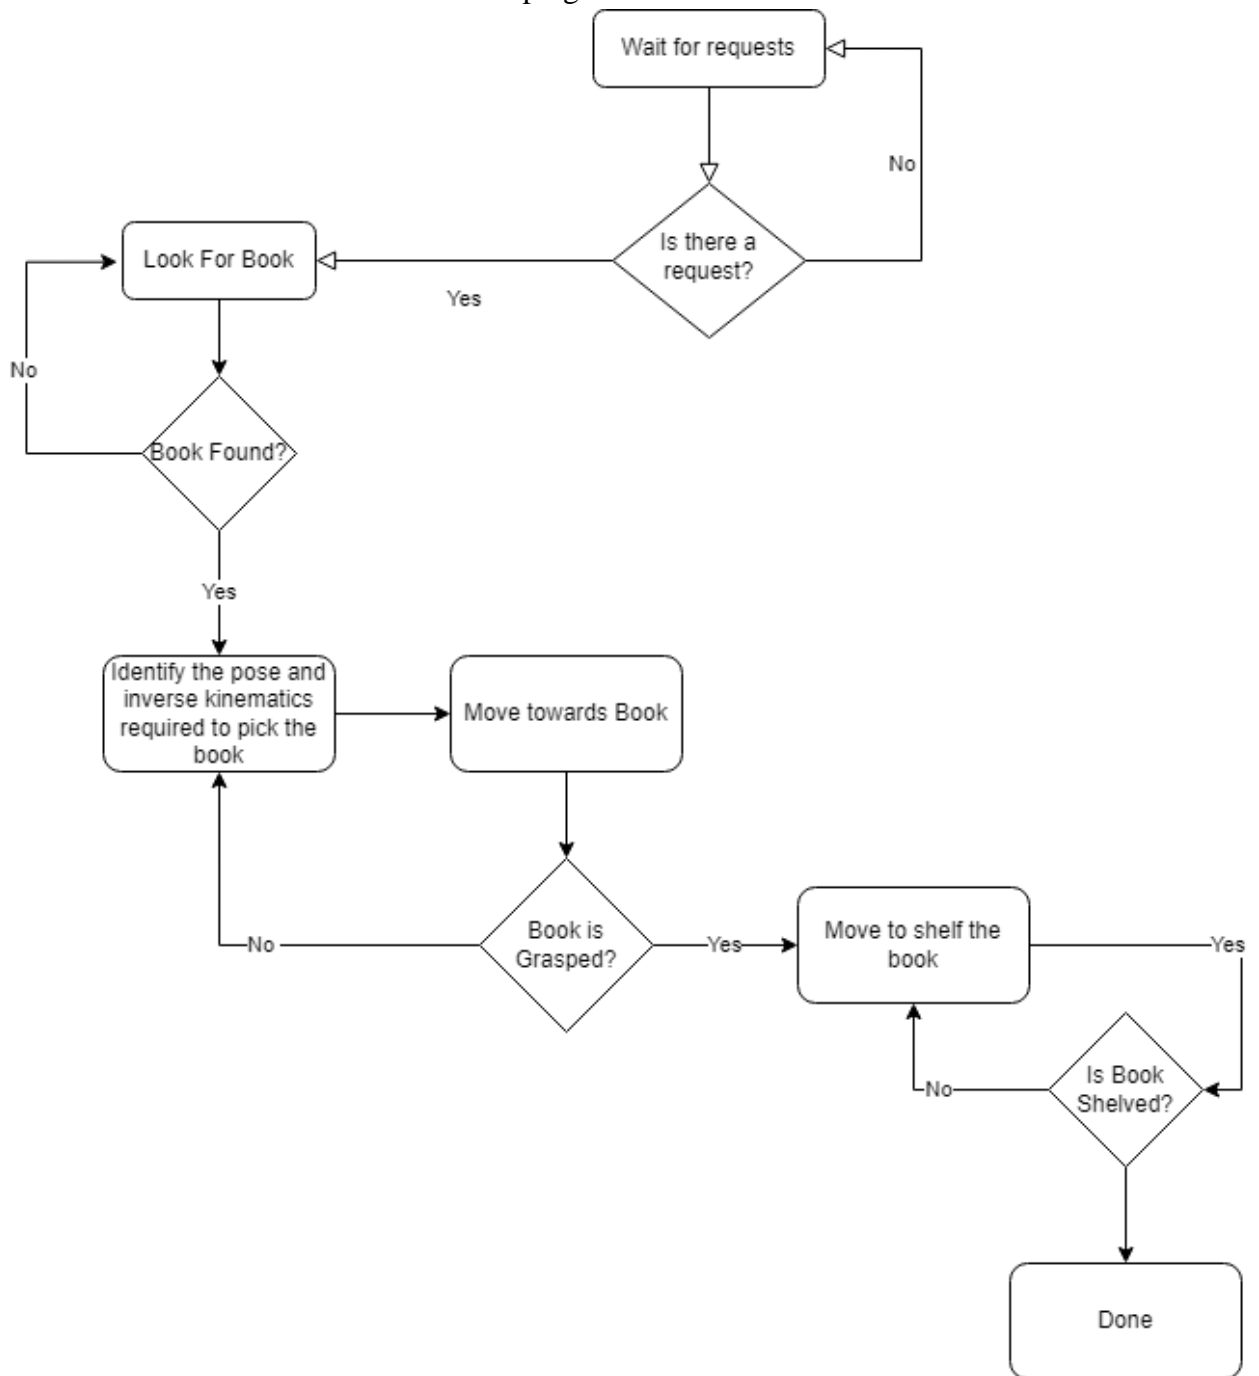 Wait for requests
No
Is there a
request?
Yes
Look For Book
No
Book Found?
Yes
Identify the pose and
inverse kinematics
required to pick the
book
Move towards Book
Book is
Grasped?
No
Yes
Move to shelf the
book
Yes
Is Book
Shelved?
No
Done